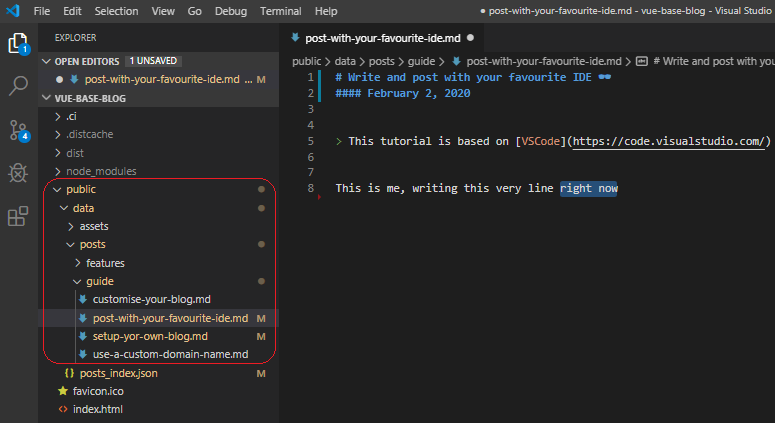 File Edit Selection View Go Debug Terminal Help ● post-with-your-favourite-ide.md - vue-base-blog - Visual Studio
EXPLORER
OPEN EDITORS 1 UNSAVED
● post-with-your-favourite-ide.md ... M
VUE-BASE-BLOG
> .ci
> .distcache
> dist
> node_modules
public
data
> assets
posts
> features
guide
customise-your-blog.md
post-with-your-favourite-ide.md M
setup-yor-own-blog.md M
use-a-custom-domain-name.md
{} posts_index.json M
favicon.ico
<> index.html
1
4
post-with-your-favourite-ide.md ●
public > data > posts > guide > post-with-your-favourite-ide.md > # Write and post with you
1 # Write and post with your favourite IDE 🕶️
2 #### February 2, 2020
3
4
5 > This tutorial is based on [VSCode](https://code.visualstudio.com/)
6
7
8 This is me, writing this very line right now